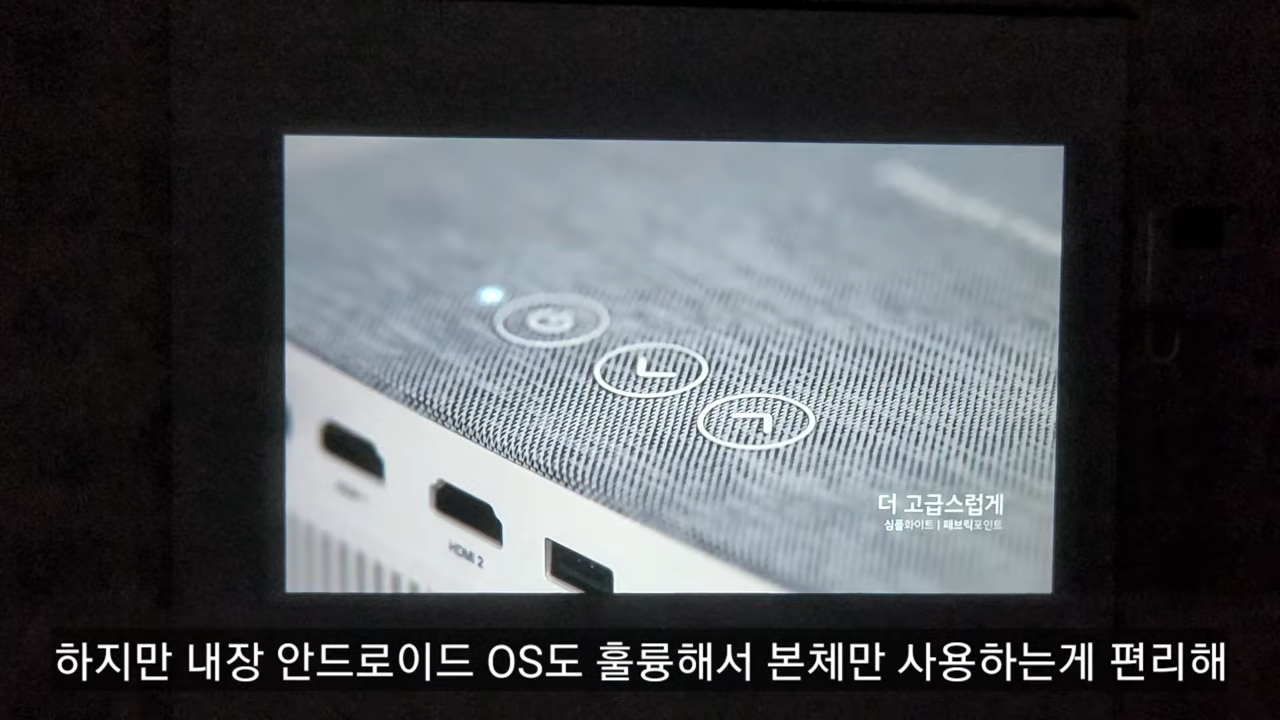 더 고급스럽게
심플화이트 | 패브릭포인트
HDMI 2
하지만 내장 안드로이드 OS도 훌륭해서 본체만 사용하는게 편리해